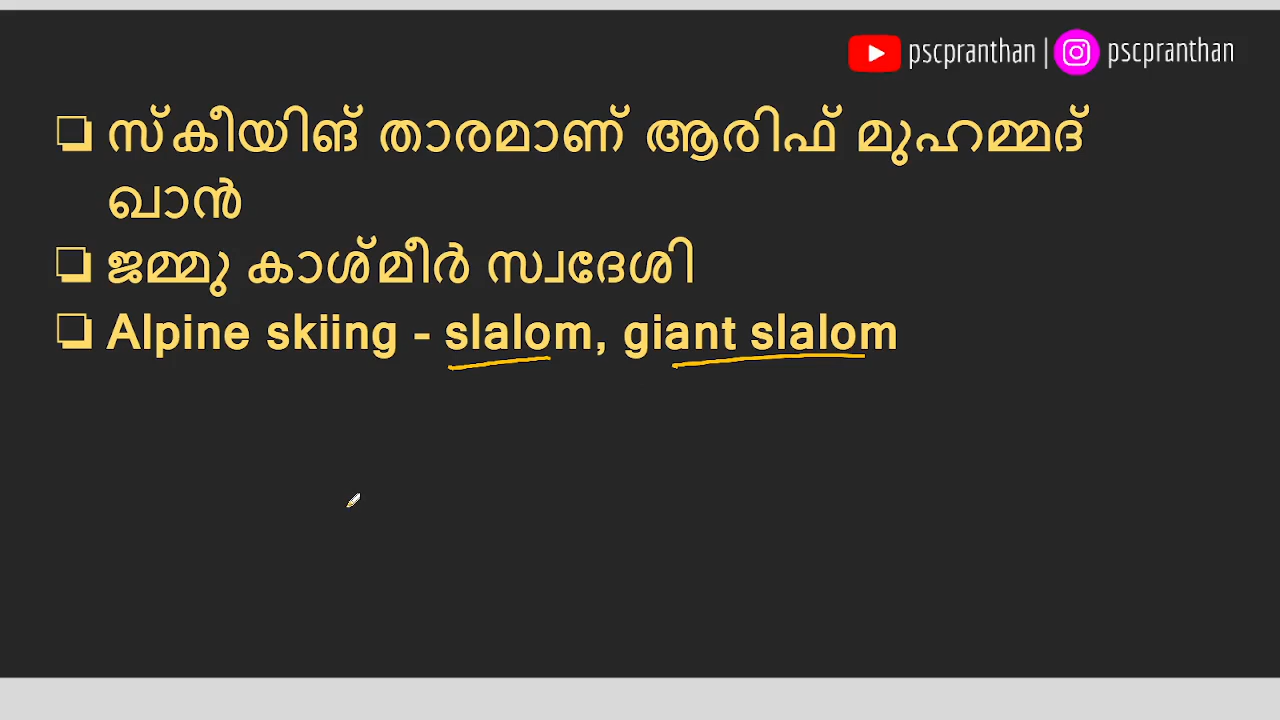 pscpranthan | pscpranthan
സ്കീയിങ് താരമാണ് ആരിഫ് മുഹമ്മദ്
ഖാൻ
ജമ്മു കാശ്മീർ സ്വദേശി
Alpine skiing - slalom, giant slalom